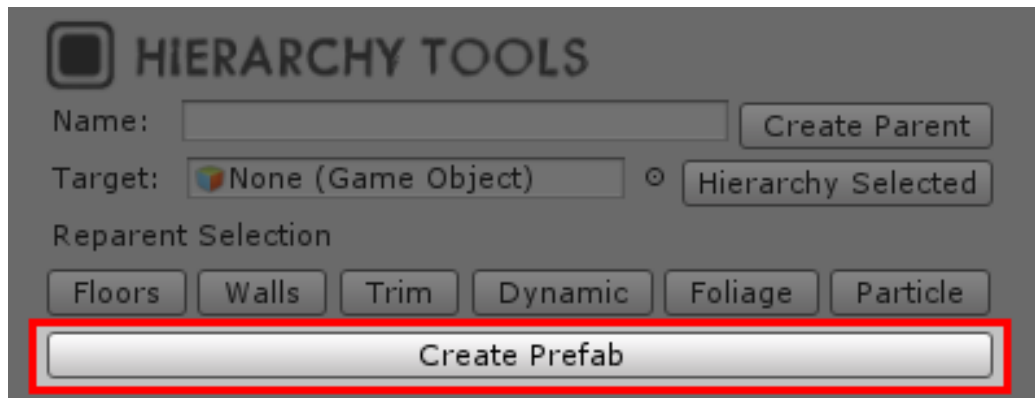 HIERARCHY TOOLS
Name: Create Parent
Target: None (Game Object) Hierarchy Selected
Reparent Selection
Floors Walls Trim Dynamic Foliage Particle
Create Prefab